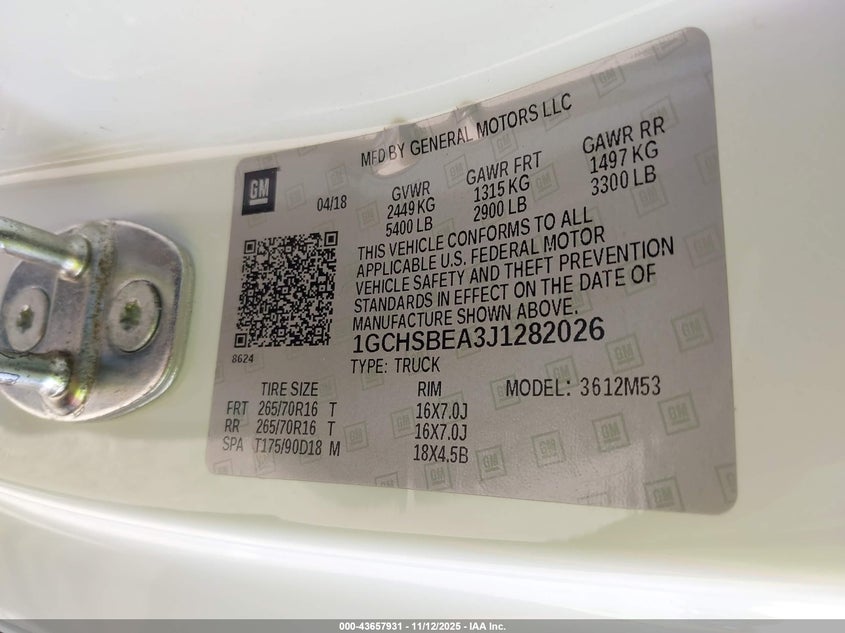 MFD BY GENERAL MOTORS LLC
GM
04/18
GVWR GAWR FRT GAWR RR
2449 KG 1315 KG 1497 KG
5400 LB 2900 LB 3300 LB
THIS VEHICLE CONFORMS TO ALL
APPLICABLE U.S. FEDERAL MOTOR
VEHICLE SAFETY AND THEFT PREVENTION
STANDARDS IN EFFECT ON THE DATE OF
MANUFACTURE SHOWN ABOVE.
8624
1GCHSBEA3J1282026
TYPE: TRUCK
TIRE SIZE RIM MODEL: 3612M53
FRT 265/70R16 T 16X7.0J
RR 265/70R16 T 16X7.0J
SPA T175/90D18 M 18X4.5B
000-43657931 - 11/12/2025 - IAA Inc.